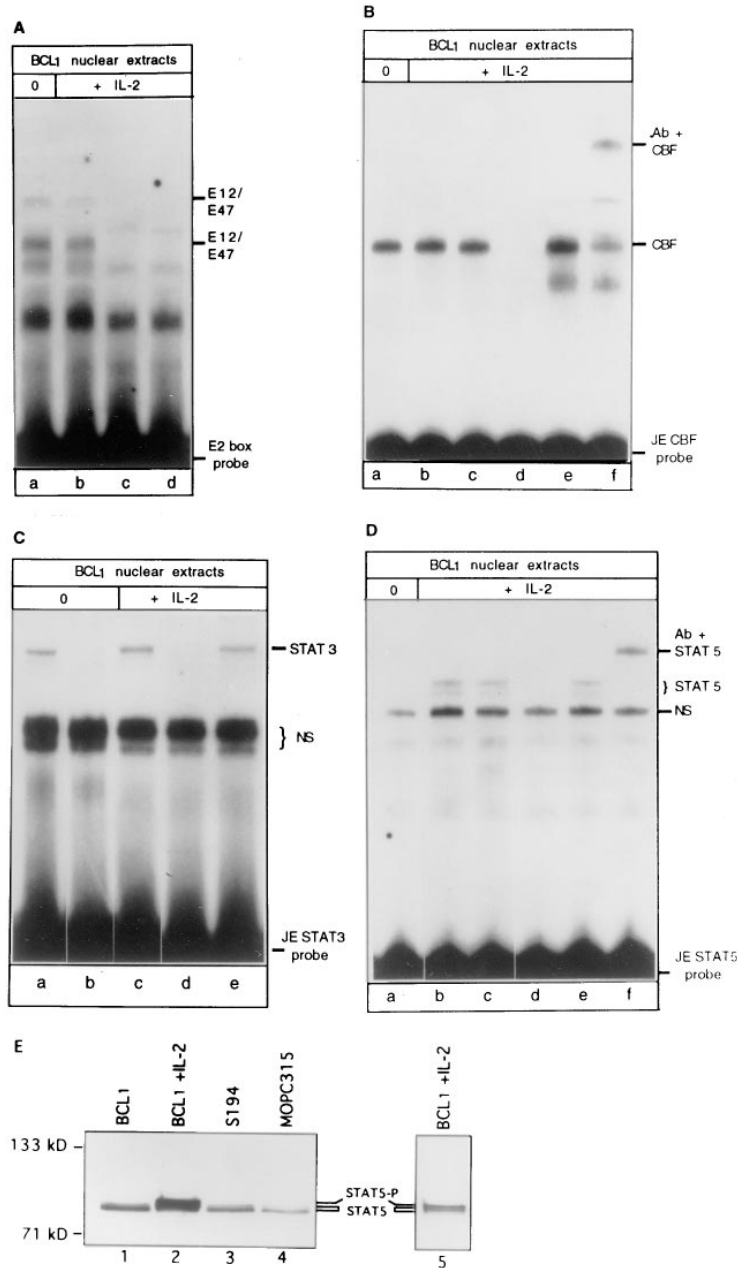 A
BCL1 nuclear extracts
0 + IL-2
E12/
E47
E12/
E47
E2 box
probe
a b c d
B
BCL1 nuclear extracts
0 + IL-2
Ab +
CBF
CBF
JE CBF
probe
a b c d e f
C
BCL1 nuclear extracts
0 + IL-2
STAT 3
} NS
JE STAT3
probe
a b c d e
D
BCL1 nuclear extracts
0 + IL-2
Ab +
STAT 5
} STAT 5
NS
JE STAT5
probe
a b c d e f
E
BCL1 BCL1 +IL-2 S194 MOPC315 BCL1 +IL-2
133 kD
STAT5-P
STAT5
71 kD
1 2 3 4 5